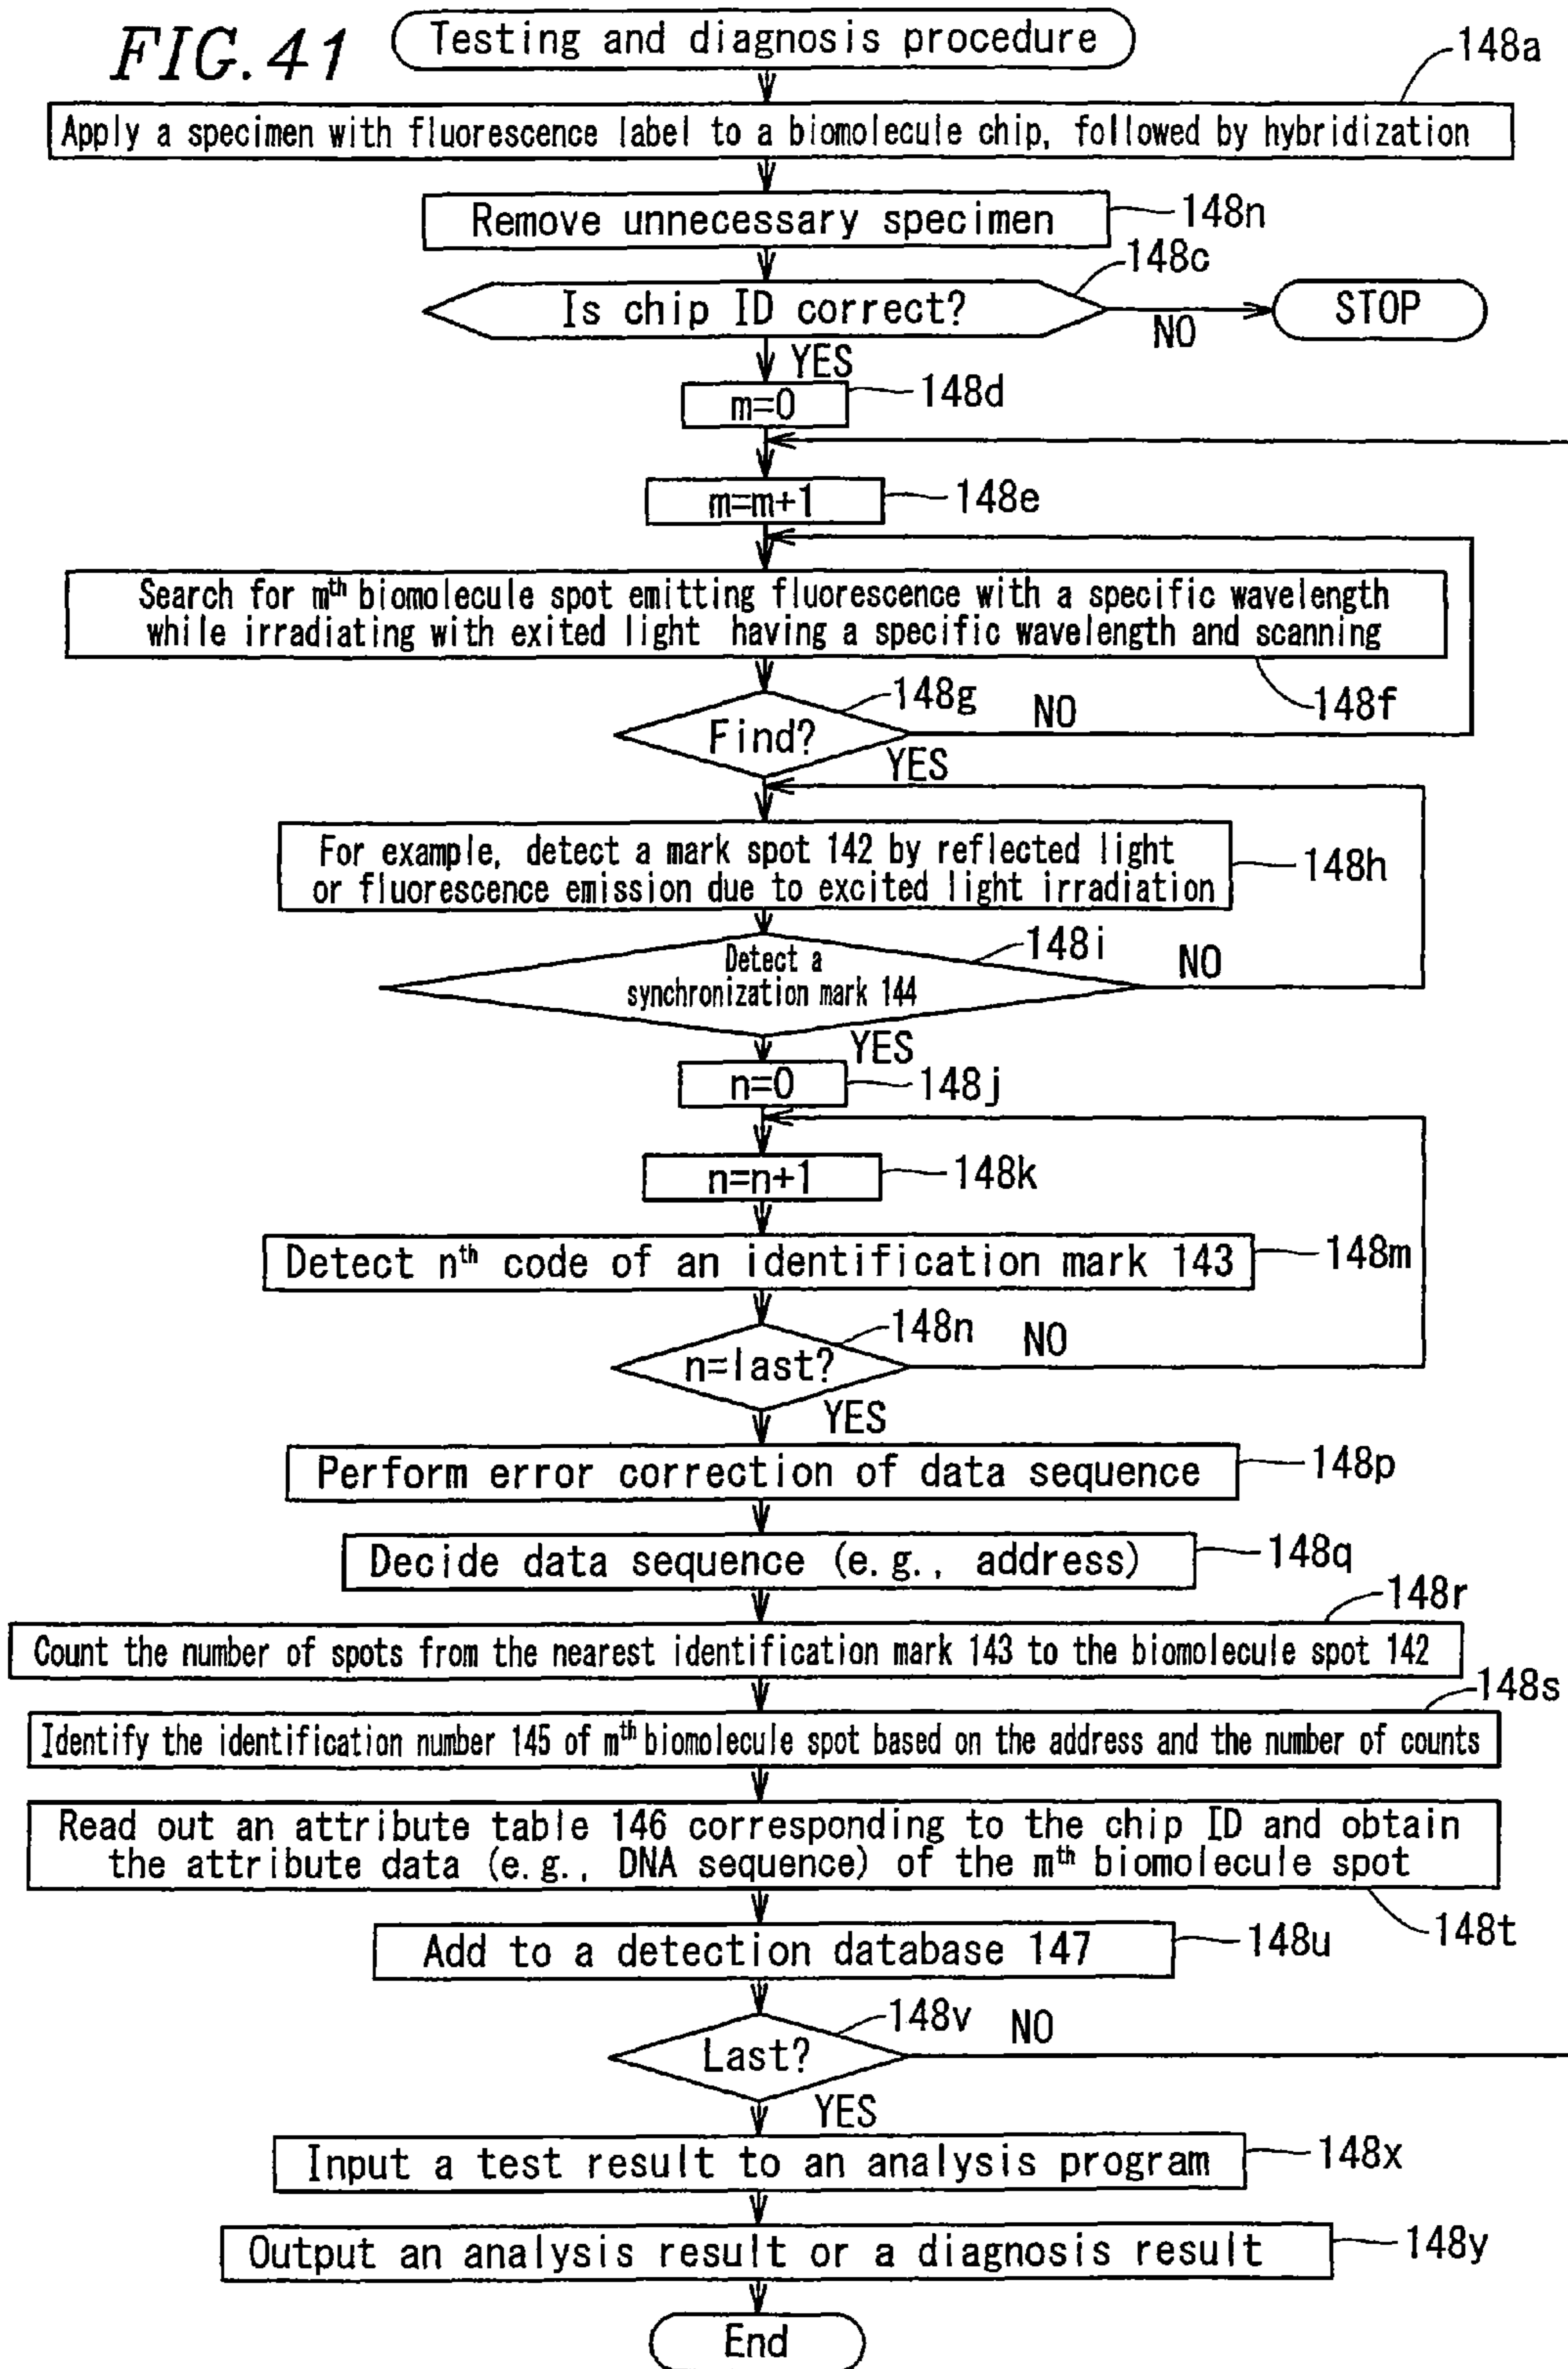 FIG. 41
Testing and diagnosis procedure
148a
Apply a specimen with fluorescence label to a biomolecule chip, followed by hybridization
Remove unnecessary specimen
148n
148c
Is chip ID correct?
NO
STOP
YES
m=0
148d
m=m+1
148e
Search for mth biomolecule spot emitting fluorescence with a specific wavelength
while irradiating with exited light having a specific wavelength and scanning
148f
148g
Find?
NO
YES
For example, detect a mark spot 142 by reflected light
or fluorescence emission due to excited light irradiation
148h
148i
Detect a
synchronization mark 144
NO
YES
n=0
148j
n=n+1
148k
Detect nth code of an identification mark 143
148m
148n
n=last?
NO
YES
Perform error correction of data sequence
148p
Decide data sequence (e.g., address)
148q
148r
Count the number of spots from the nearest identification mark 143 to the biomolecule spot 142
148s
Identify the identification number 145 of mth biomolecule spot based on the address and the number of counts
Read out an attribute table 146 corresponding to the chip ID and obtain
the attribute data (e.g., DNA sequence) of the mth biomolecule spot
148t
Add to a detection database 147
148u
148v
Last?
NO
YES
Input a test result to an analysis program
148x
Output an analysis result or a diagnosis result
148y
End